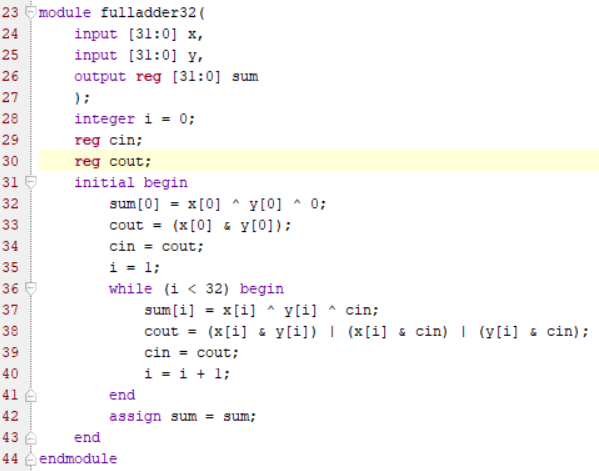 23 module fulladder32(
24 input [31:0] x,
25 input [31:0] y,
26 output reg [31:0] sum
27 );
28 integer i = 0;
29 reg cin;
30 reg cout;
31 initial begin
32 sum[0] = x[0] ^ y[0] ^ 0;
33 cout = (x[0] & y[0]);
34 cin = cout;
35 i = 1;
36 while (i < 32) begin
37 sum[i] = x[i] ^ y[i] ^ cin;
38 cout = (x[i] & y[i]) | (x[i] & cin) | (y[i] & cin);
39 cin = cout;
40 i = i + 1;
41 end
42 assign sum = sum;
43 end
44 endmodule